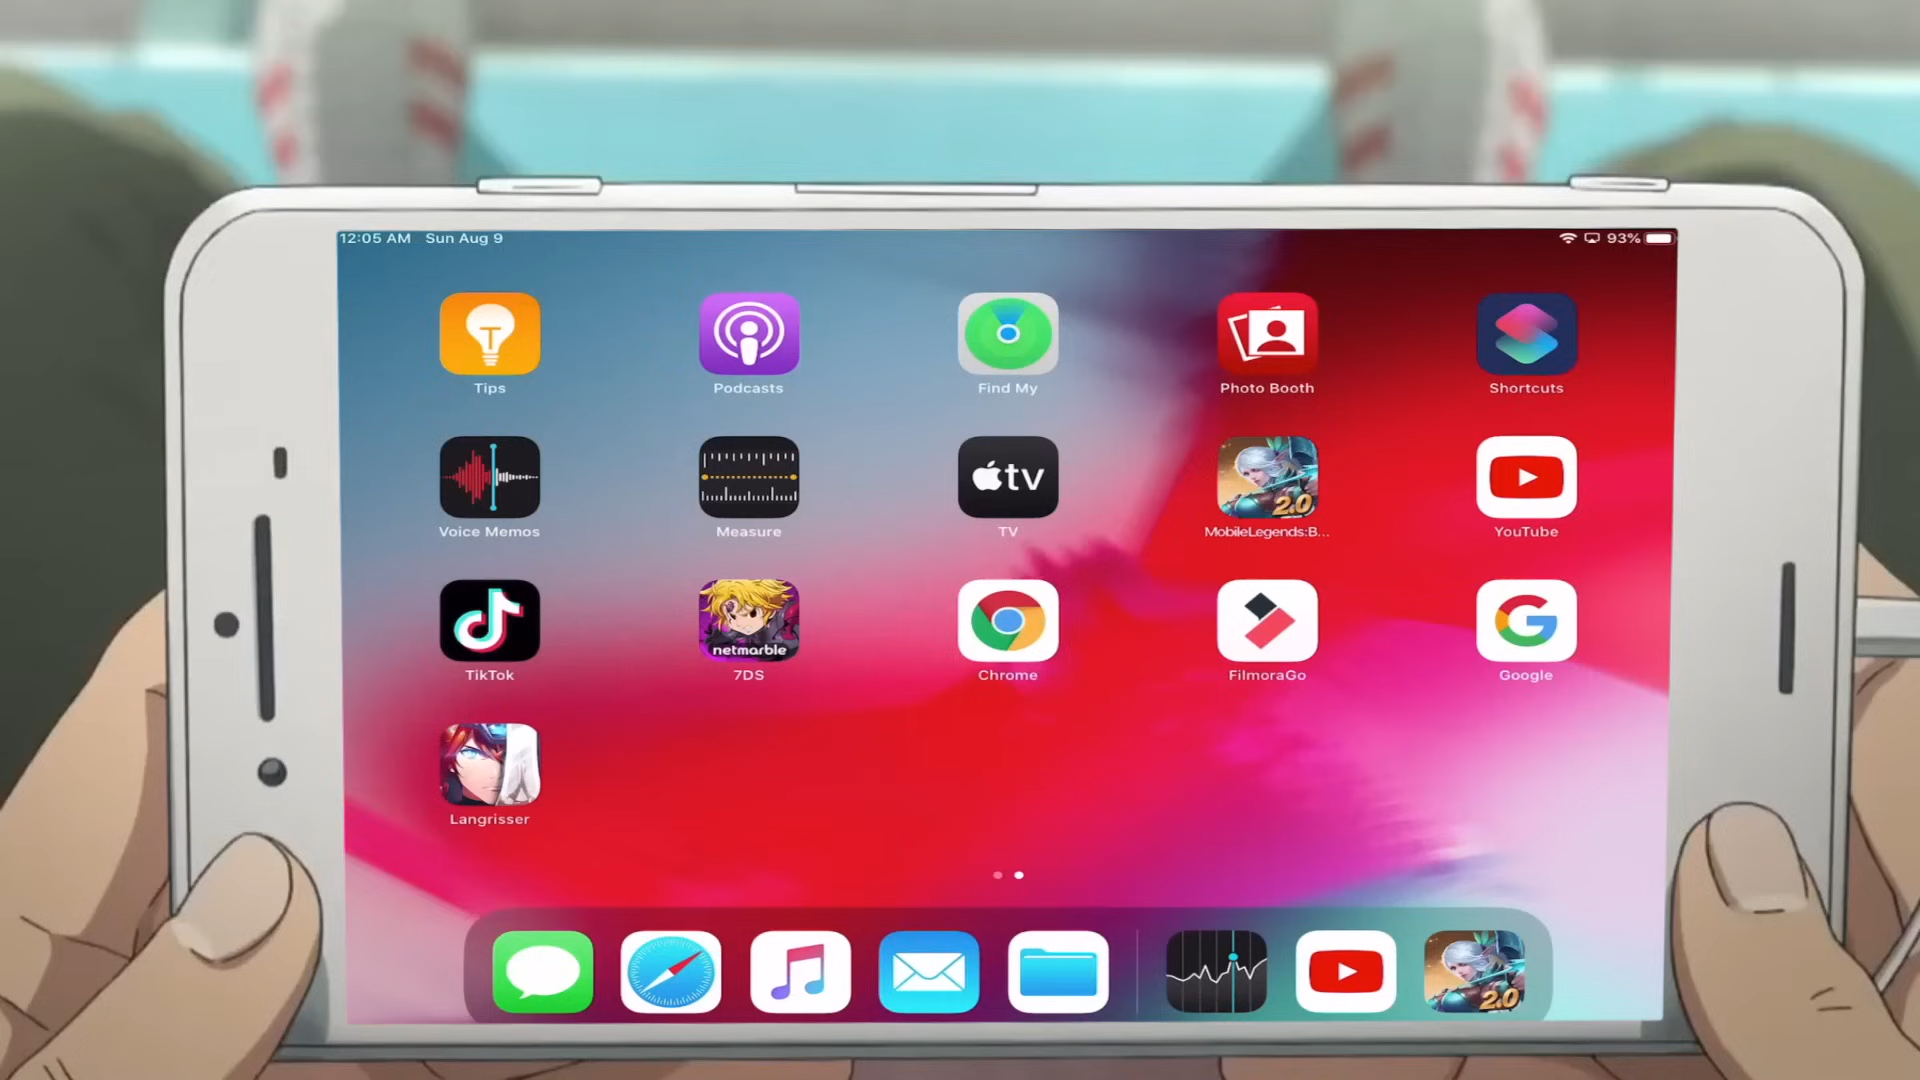 12:05 AM Sun Aug 9
93%
Tips
Podcasts
Find My
Photo Booth
Shortcuts
tv
2.0
Voice Memos
Measure
TV
MobileLegends:B...
YouTube
netmarble
TikTok
7DS
Chrome
FilmoraGo
Google
Langrisser
2.0